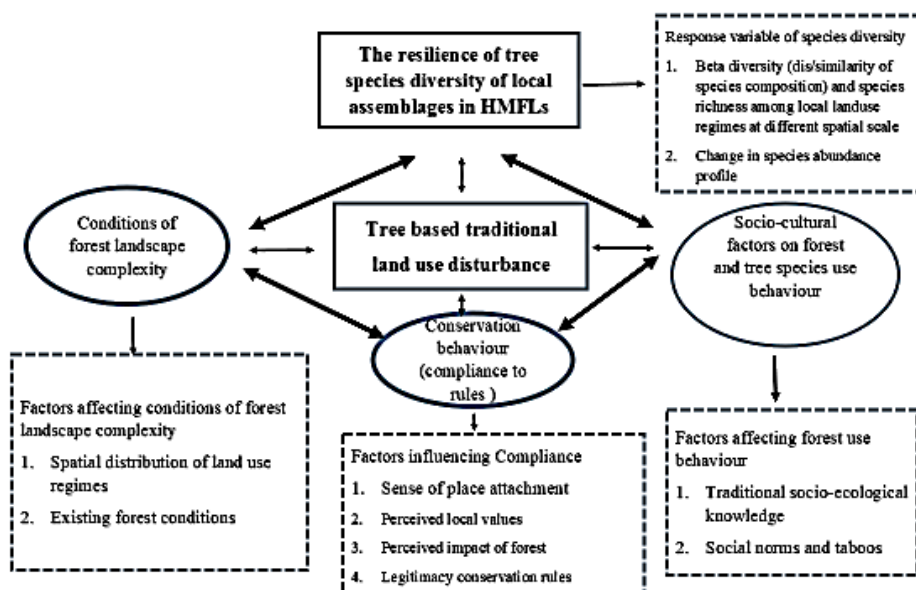 The resilience of tree
species diversity of local
assemblages in HMFLs
Response variable of species diversity
1. Beta diversity (dis/similarity of
species composition) and species
richness among local landuse
regimes at different spatial scale
2. Change in species abundance
profile
Conditions of
forest landscape
complexity
Tree based traditional
land use disturbance
Socio-cultural
factors on forest
and tree species use
behaviour
Conservation
behaviour
(compliance to
rules )
Factors affecting conditions of forest
landscape complexity
1. Spatial distribution of land use
regimes
2. Existing forest conditions
Factors influencing Compliance
1. Sense of place attachment
2. Perceived local values
3. Perceived impact of forest
4. Legitimacy conservation rules
Factors affecting forest use
behaviour
1. Traditional socio-ecological
knowledge
2. Social norms and taboos